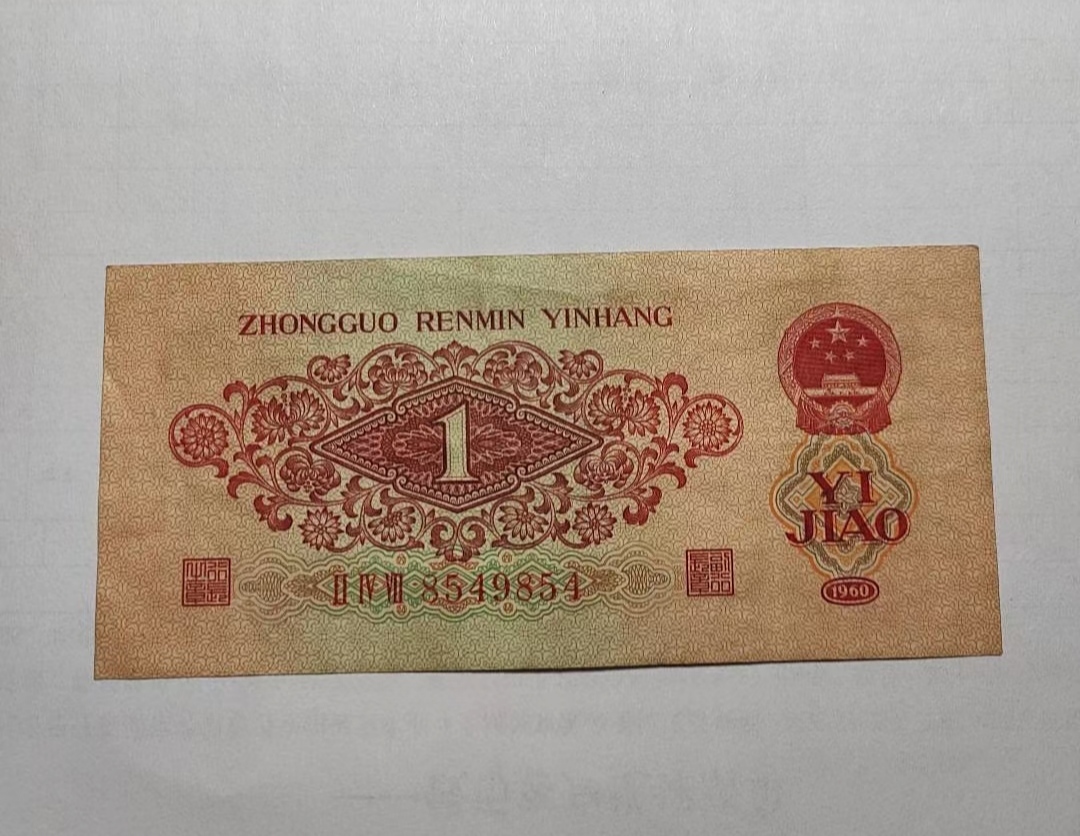 ZHONGGUO RENMIN YINHANG
1
YI
JIAO
II IV VII 8549854
1960